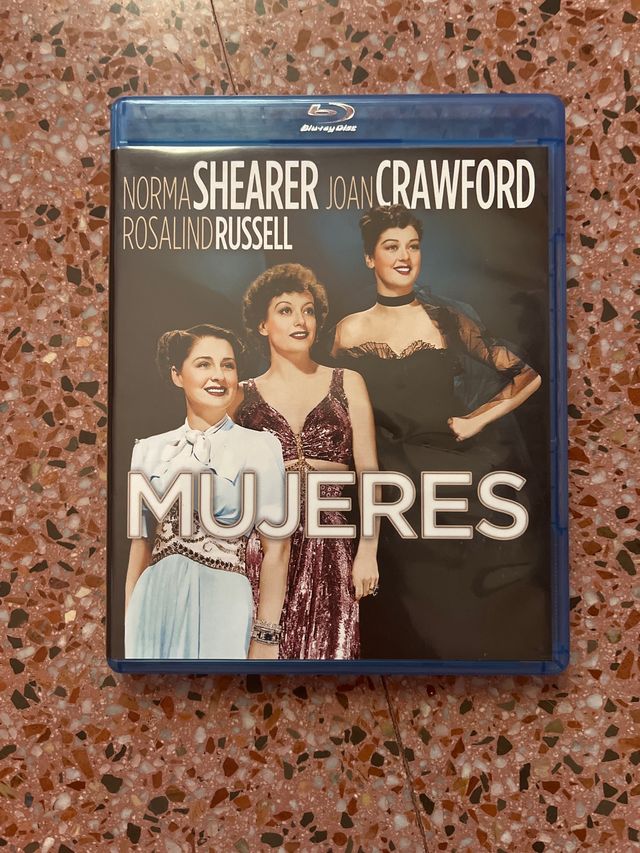 Blu-ray Disc
NORMA SHEARER JOAN CRAWFORD
ROSALIND RUSSELL
MUJERES